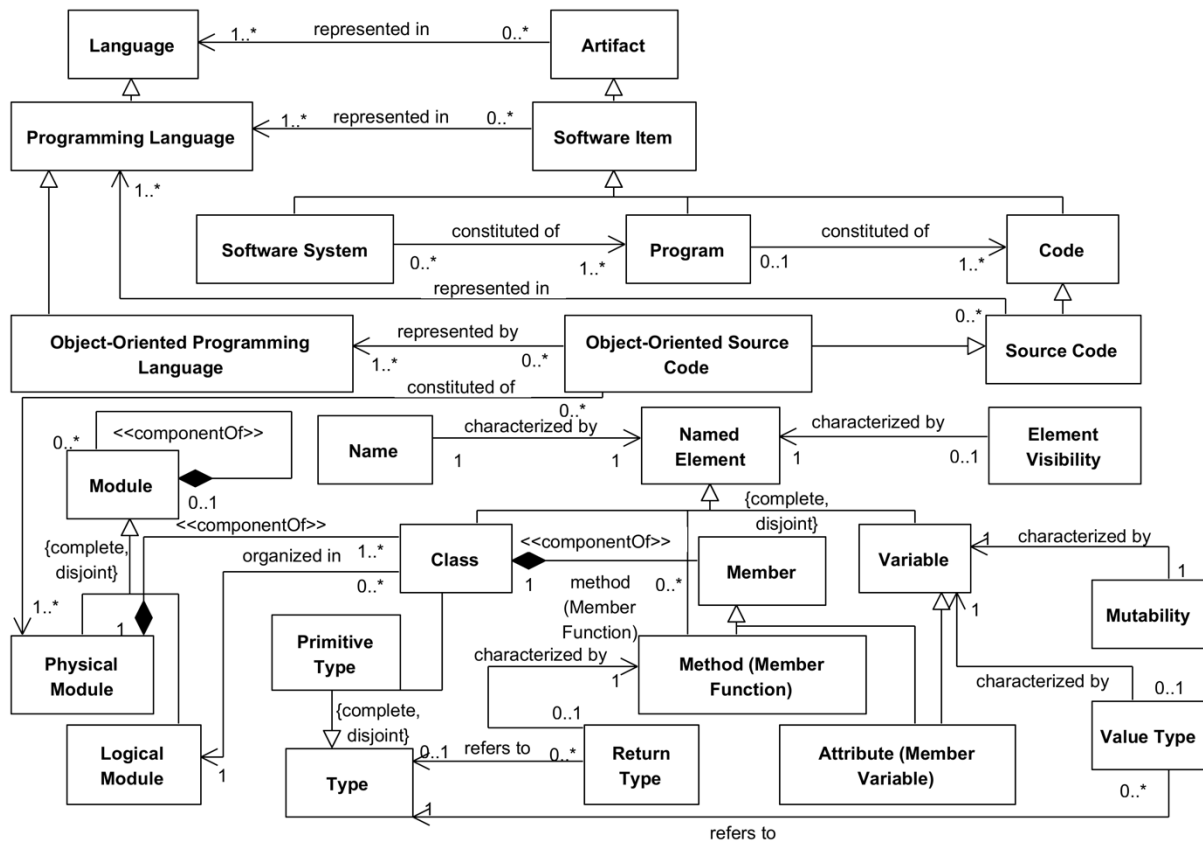 represented in
1..*
0..*
Language
Artifact
1..*
represented in
0..*
Programming Language
Software Item
1..*
constituted of
constituted of
Software System
Program
Code
0..*
1..*
0..1
1..*
represented in
0..*
represented by
Object-Oriented Programming
Language
Object-Oriented Source
Code
Source Code
1..*
0..*
constituted of
0..*
<<componentOf>>
0..*
Module
0..1
Name
characterized by
1
1
Named
Element
characterized by
1
0..1
Element
Visibility
{complete,
disjoint}
<<componentOf>>
{complete,
disjoint}
organized in
1..*
0..*
Class
<<componentOf>>
1
0..*
Member
Variable
1
characterized by
1
Mutability
method
(Member
Function)
1..*
1
Physical
Module
Primitive
Type
characterized by
1
Method (Member
Function)
1
characterized by
0..1
{complete,
disjoint}
0..1
Logical
Module
1
Type
0..1
refers to
0..*
Return
Type
Attribute (Member
Variable)
Value Type
0..*
1
refers to